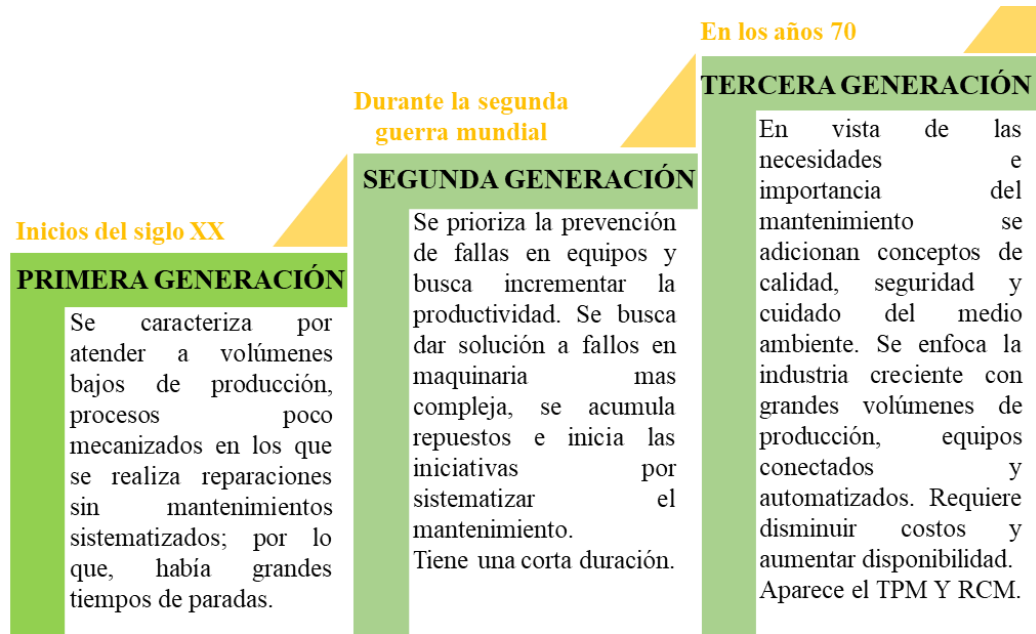 Inicios del siglo XX
PRIMERA GENERACIÓN
Se caracteriza por
atender a volúmenes
bajos de producción,
procesos poco
mecanizados en los que
se realiza reparaciones
sin mantenimientos
sistematizados; por lo
que, había grandes
tiempos de paradas.
Durante la segunda
guerra mundial
SEGUNDA GENERACIÓN
Se prioriza la prevención
de fallas en equipos y
busca incrementar la
productividad. Se busca
dar solución a fallos en
maquinaria mas
compleja, se acumula
repuestos e inicia las
iniciativas por
sistematizar el
mantenimiento.
Tiene una corta duración.
En los años 70
TERCERA GENERACIÓN
En vista de las
necesidades e
importancia del
mantenimiento se
adicionan conceptos de
calidad, seguridad y
cuidado del medio
ambiente. Se enfoca la
industria creciente con
grandes volúmenes de
producción, equipos
conectados y
automatizados. Requiere
disminuir costos y
aumentar disponibilidad.
Aparece el TPM Y RCM.